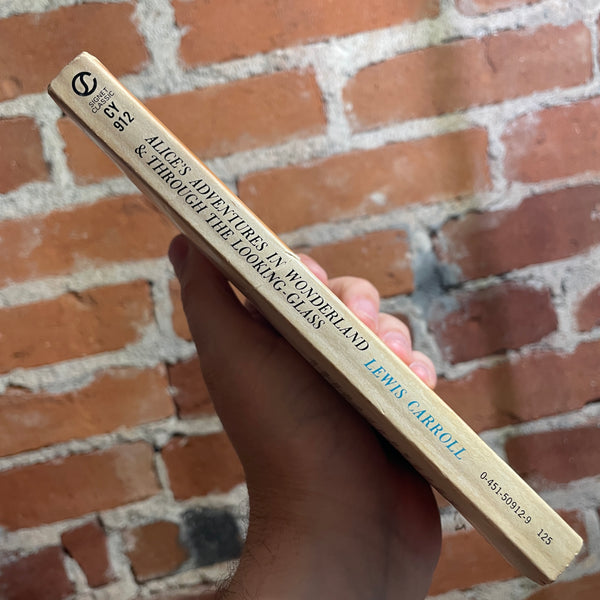 SIGNET
CLASSIC
CY
912
ALICE'S ADVENTURES IN WONDERLAND
& THROUGH THE LOOKING-GLASS
LEWIS CARROLL
0-451-50912-9 125